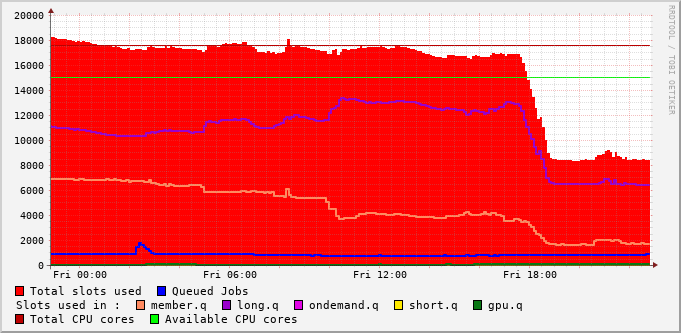 20000
18000
16000
14000
12000
10000
8000
6000
4000
2000
0
Fri 00:00 Fri 06:00 Fri 12:00 Fri 18:00
RRDTOOL / TOBI OETIKER
Total slots used Queued Jobs
Slots used in : member.q long.q ondemand.q short.q gpu.q
Total CPU cores Available CPU cores